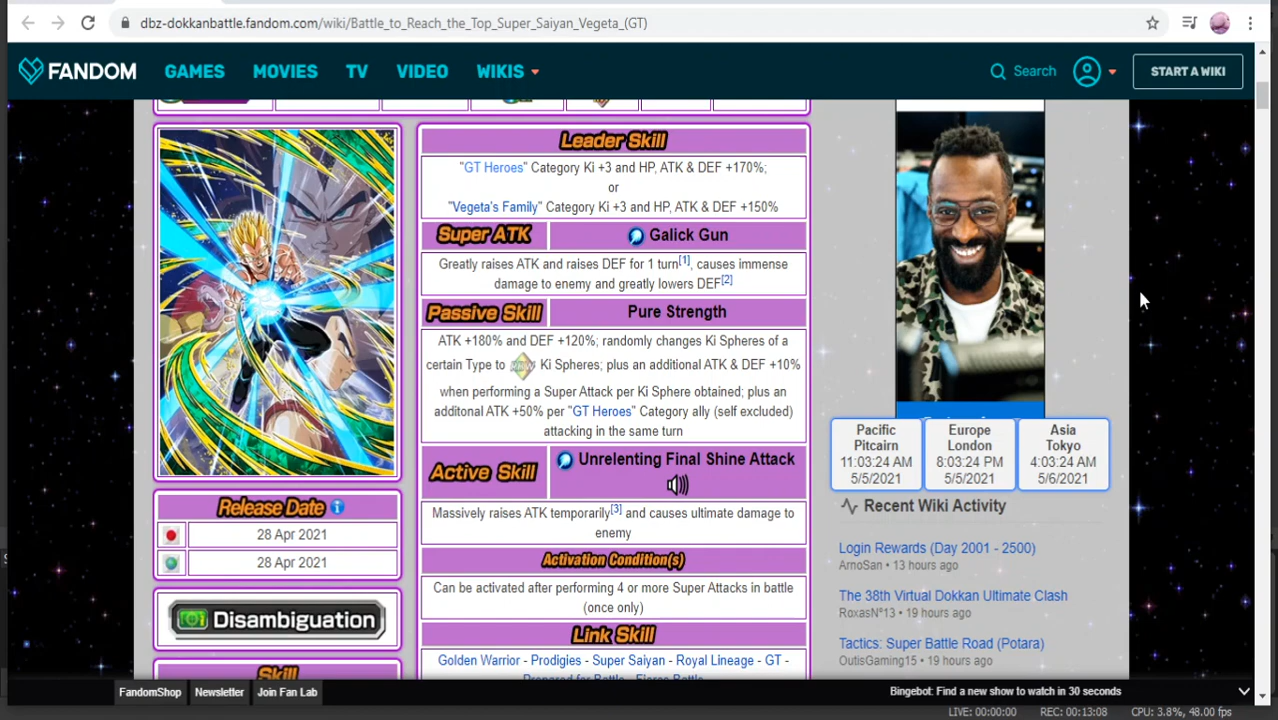 dbz-dokkanbattle.fandom.com/wiki/Battle_to_Reach_the_Top_Super_Saiyan_Vegeta_(GT)
FANDOM GAMES MOVIES TV VIDEO WIKIS Search START A WIKI
Leader Skill
"GT Heroes" Category Ki +3 and HP, ATK & DEF +170%;
or
"Vegeta's Family" Category Ki +3 and HP, ATK & DEF +150%
Super ATK Galick Gun
Greatly raises ATK and raises DEF for 1 turn[1], causes immense
damage to enemy and greatly lowers DEF[2]
Passive Skill Pure Strength
ATK +180% and DEF +120%; randomly changes Ki Spheres of a
certain Type to Ki Spheres; plus an additional ATK & DEF +10%
when performing a Super Attack per Ki Sphere obtained; plus an
additonal ATK +50% per "GT Heroes" Category ally (self excluded)
attacking in the same turn
Active Skill Unrelenting Final Shine Attack
Massively raises ATK temporarily[3] and causes ultimate damage to
enemy
Activation Condition(s)
Can be activated after performing 4 or more Super Attacks in battle
(once only)
Link Skill
Golden Warrior - Prodigies - Super Saiyan - Royal Lineage - GT -
Prepared for Battle - Fierce Battle
Release Date
28 Apr 2021
28 Apr 2021
Disambiguation
Skill
Pacific
Pitcairn
11:03:24 AM
5/5/2021
Europe
London
8:03:24 PM
5/5/2021
Asia
Tokyo
4:03:24 AM
5/6/2021
Recent Wiki Activity
Login Rewards (Day 2001 - 2500)
ArnoSan • 13 hours ago
The 38th Virtual Dokkan Ultimate Clash
RoxasNº13 • 19 hours ago
Tactics: Super Battle Road (Potara)
OutisGaming15 • 19 hours ago
FandomShop Newsletter Join Fan Lab Bingebot: Find a new show to watch in 30 seconds
LIVE: 00:00:00 REC: 00:13:08 CPU: 3.8%, 48.00 fps